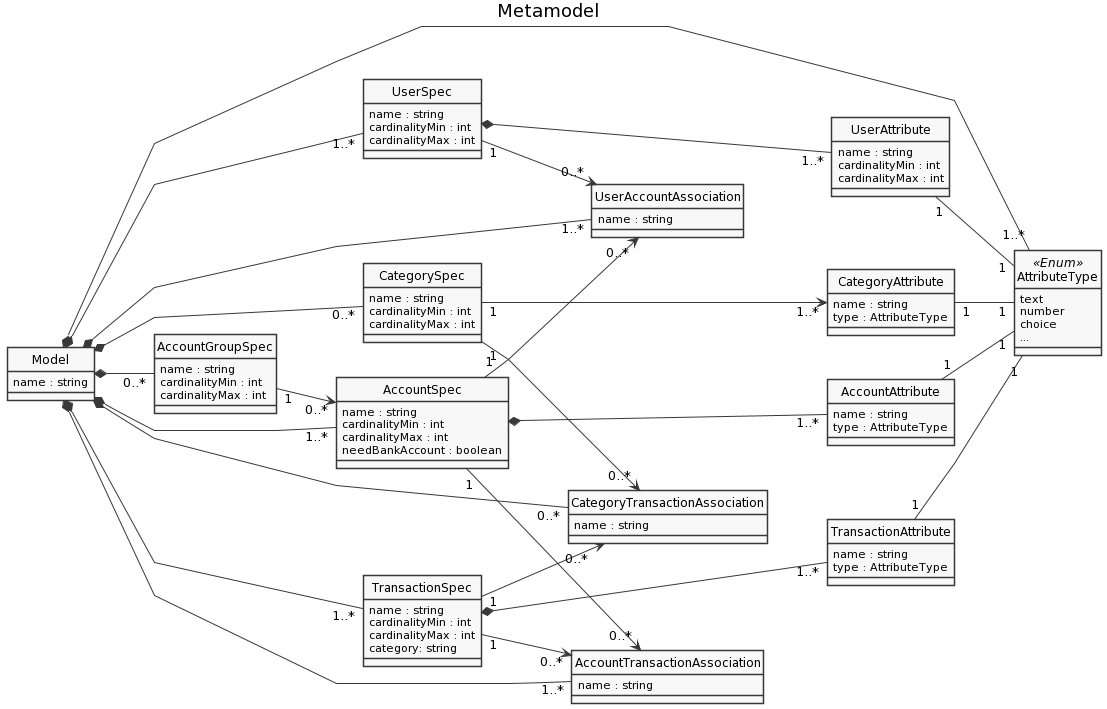 Metamodel
UserSpec
name : string
cardinalityMin : int
cardinalityMax : int
1..*
1
0..*
UserAttribute
name : string
cardinalityMin : int
cardinalityMax : int
1..*
1
UserAccountAssociation
name : string
1..*
0..*
1..*
1
«Enum»
AttributeType
text
number
choice
...
1
1
1
CategorySpec
name : string
cardinalityMin : int
cardinalityMax : int
0..*
1
1
CategoryAttribute
name : string
type : AttributeType
1..*
1
Model
name : string
AccountGroupSpec
name : string
cardinalityMin : int
cardinalityMax : int
0..*
1
0..*
AccountSpec
name : string
cardinalityMin : int
cardinalityMax : int
needBankAccount : boolean
1..*
1
1
AccountAttribute
name : string
type : AttributeType
1..*
1
CategoryTransactionAssociation
name : string
0..*
0..*
0..*
TransactionAttribute
name : string
type : AttributeType
1..*
1
TransactionSpec
name : string
cardinalityMin : int
cardinalityMax : int
category: string
1..*
1
1
AccountTransactionAssociation
name : string
0..*
0..*
1..*